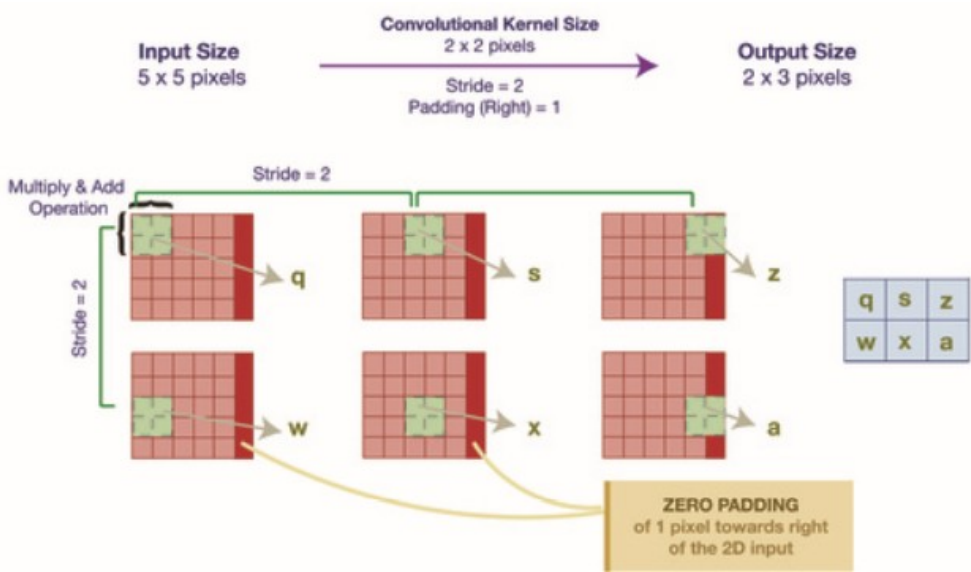 Input Size
5 x 5 pixels
Convolutional Kernel Size
2 x 2 pixels
Stride = 2
Padding (Right) = 1
Output Size
2 x 3 pixels
Multiply & Add
Operation
Stride = 2
Stride = 2
q
s
z
w
x
a
q s z
w x a
ZERO PADDING
of 1 pixel towards right
of the 2D input